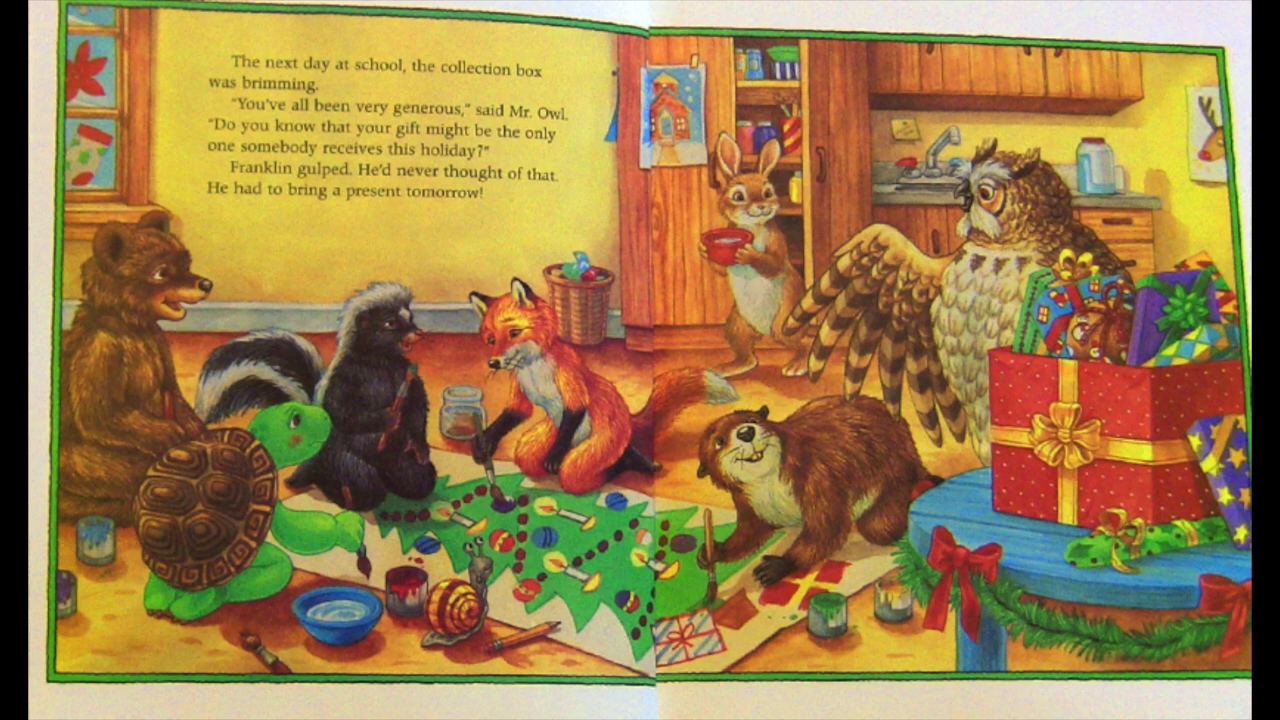 The next day at school, the collection box
was brimming.
"You've all been very generous," said Mr. Owl.
"Do you know that your gift might be the only
one somebody receives this holiday?"
Franklin gulped. He'd never thought of that.
He had to bring a present tomorrow!